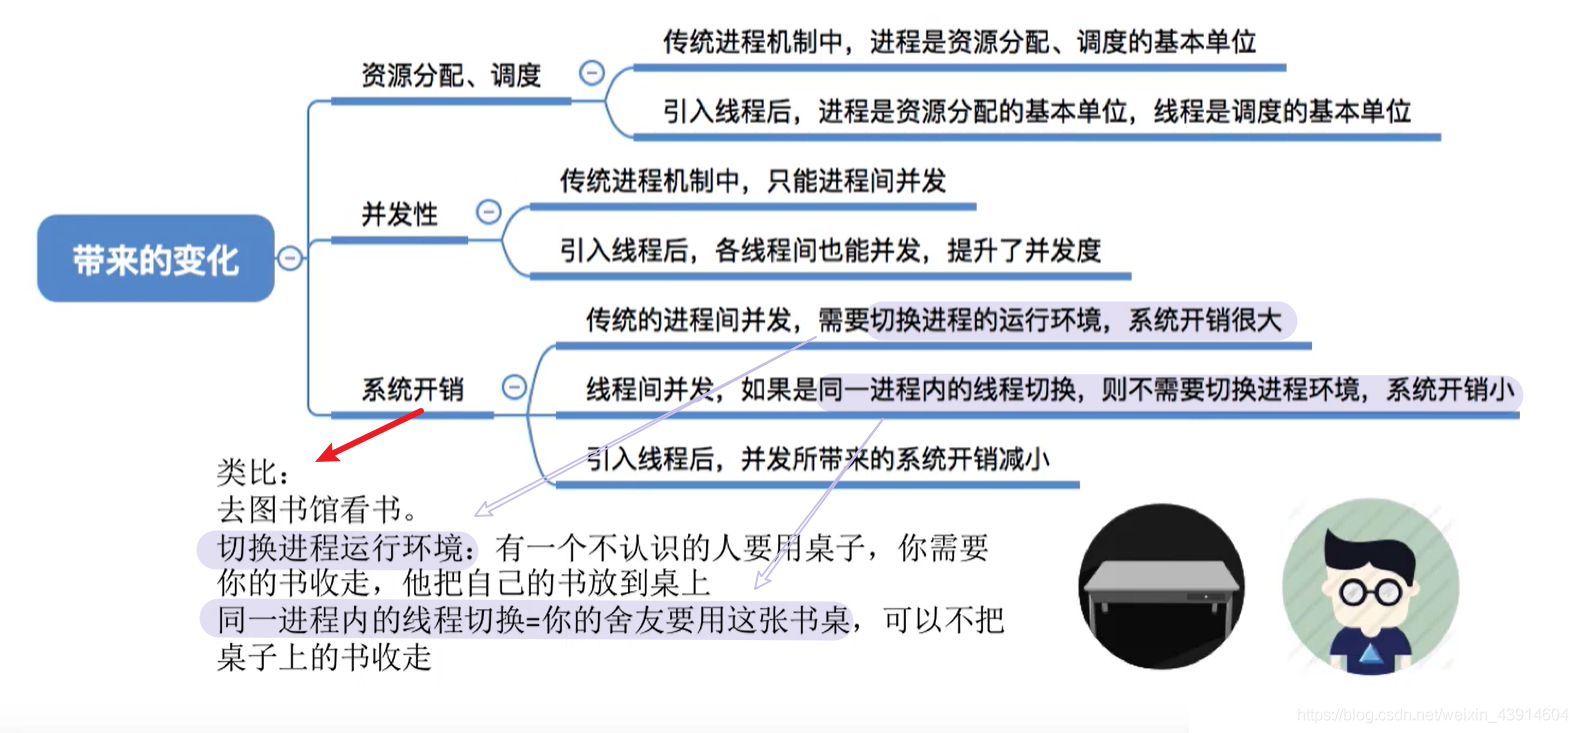 带来的变化
资源分配、调度
传统进程机制中，进程是资源分配、调度的基本单位
引入线程后，进程是资源分配的基本单位，线程是调度的基本单位
并发性
传统进程机制中，只能进程间并发
引入线程后，各线程间也能并发，提升了并发度
系统开销
传统的进程间并发，需要切换进程的运行环境，系统开销很大
线程间并发，如果是同一进程内的线程切换，则不需要切换进程环境，系统开销小
引入线程后，并发所带来的系统开销减小
类比：
去图书馆看书。
切换进程运行环境：有一个不认识的人要用桌子，你需要
你的书收走，他把自己的书放到桌上
同一进程内的线程切换=你的舍友要用这张书桌，可以不把
桌子上的书收走
https://blog.csdn.net/weixin_43914604